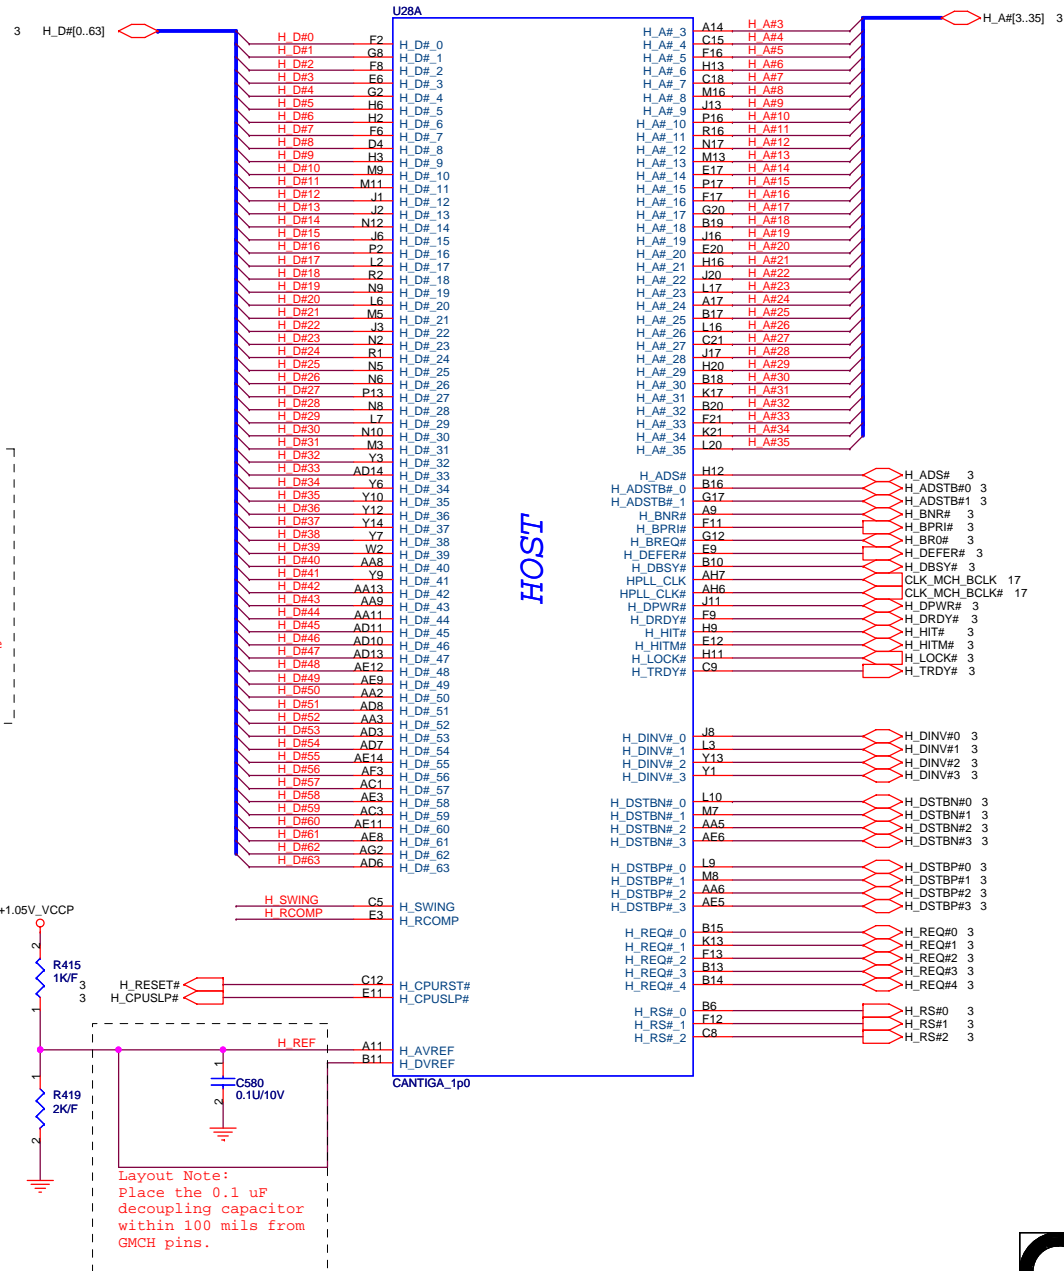 U28A
3 H_D#[0..63]
H_D#0 F2 H_D#_0
H_D#1 G8 H_D#_1
H_D#2 F8 H_D#_2
H_D#3 E6 H_D#_3
H_D#4 G2 H_D#_4
H_D#5 H6 H_D#_5
H_D#6 H2 H_D#_6
H_D#7 F6 H_D#_7
H_D#8 D4 H_D#_8
H_D#9 H3 H_D#_9
H_D#10 M9 H_D#_10
H_D#11 M11 H_D#_11
H_D#12 J1 H_D#_12
H_D#13 J2 H_D#_13
H_D#14 N12 H_D#_14
H_D#15 J6 H_D#_15
H_D#16 P2 H_D#_16
H_D#17 L2 H_D#_17
H_D#18 R2 H_D#_18
H_D#19 N9 H_D#_19
H_D#20 L6 H_D#_20
H_D#21 M5 H_D#_21
H_D#22 J3 H_D#_22
H_D#23 N2 H_D#_23
H_D#24 R1 H_D#_24
H_D#25 N5 H_D#_25
H_D#26 N6 H_D#_26
H_D#27 P13 H_D#_27
H_D#28 N8 H_D#_28
H_D#29 L7 H_D#_29
H_D#30 N10 H_D#_30
H_D#31 M3 H_D#_31
H_D#32 Y3 H_D#_32
H_D#33 AD14 H_D#_33
H_D#34 Y6 H_D#_34
H_D#35 Y10 H_D#_35
H_D#36 Y12 H_D#_36
H_D#37 Y14 H_D#_37
H_D#38 Y7 H_D#_38
H_D#39 W2 H_D#_39
H_D#40 AA8 H_D#_40
H_D#41 Y9 H_D#_41
H_D#42 AA13 H_D#_42
H_D#43 AA9 H_D#_43
H_D#44 AA11 H_D#_44
H_D#45 AD11 H_D#_45
H_D#46 AD10 H_D#_46
H_D#47 AD13 H_D#_47
H_D#48 AE12 H_D#_48
H_D#49 AE9 H_D#_49
H_D#50 AA2 H_D#_50
H_D#51 AD8 H_D#_51
H_D#52 AA3 H_D#_52
H_D#53 AD3 H_D#_53
H_D#54 AD7 H_D#_54
H_D#55 AE14 H_D#_55
H_D#56 AF3 H_D#_56
H_D#57 AC1 H_D#_57
H_D#58 AE3 H_D#_58
H_D#59 AC3 H_D#_59
H_D#60 AE11 H_D#_60
H_D#61 AE8 H_D#_61
H_D#62 AG2 H_D#_62
H_D#63 AD6 H_D#_63
H_SWING C5 H_SWING
H_RCOMP E3 H_RCOMP
3 H_RESET# C12 H_CPURST#
3 H_CPUSLP# E11 H_CPUSLP#
H_REF A11 H_AVREF
B11 H_DVREF
HOST
H_A#[3..35] 3
H_A#_3 A14 H_A#3
H_A#_4 C15 H_A#4
H_A#_5 F16 H_A#5
H_A#_6 H13 H_A#6
H_A#_7 C18 H_A#7
H_A#_8 M16 H_A#8
H_A#_9 J13 H_A#9
H_A#_10 P16 H_A#10
H_A#_11 R16 H_A#11
H_A#_12 N17 H_A#12
H_A#_13 M13 H_A#13
H_A#_14 E17 H_A#14
H_A#_15 P17 H_A#15
H_A#_16 F17 H_A#16
H_A#_17 G20 H_A#17
H_A#_18 B19 H_A#18
H_A#_19 J16 H_A#19
H_A#_20 E20 H_A#20
H_A#_21 H16 H_A#21
H_A#_22 J20 H_A#22
H_A#_23 L17 H_A#23
H_A#_24 A17 H_A#24
H_A#_25 B17 H_A#25
H_A#_26 L16 H_A#26
H_A#_27 C21 H_A#27
H_A#_28 J17 H_A#28
H_A#_29 H20 H_A#29
H_A#_30 B18 H_A#30
H_A#_31 K17 H_A#31
H_A#_32 B20 H_A#32
H_A#_33 F21 H_A#33
H_A#_34 K21 H_A#34
H_A#_35 L20 H_A#35
H_ADS# H12 H_ADS# 3
H_ADSTB#_0 B16 H_ADSTB#0 3
H_ADSTB#_1 G17 H_ADSTB#1 3
H_BNR# A9 H_BNR# 3
H_BPRI# F11 H_BPRI# 3
H_BREQ# G12 H_BR0# 3
H_DEFER# E9 H_DEFER# 3
H_DBSY# B10 H_DBSY# 3
HPLL_CLK AH7 CLK_MCH_BCLK 17
HPLL_CLK# AH6 CLK_MCH_BCLK# 17
H_DPWR# J11 H_DPWR# 3
H_DRDY# F9 H_DRDY# 3
H_HIT# H9 H_HIT# 3
H_HITM# E12 H_HITM# 3
H_LOCK# H11 H_LOCK# 3
H_TRDY# C9 H_TRDY# 3
H_DINV#_0 J8 H_DINV#0 3
H_DINV#_1 L3 H_DINV#1 3
H_DINV#_2 Y13 H_DINV#2 3
H_DINV#_3 Y1 H_DINV#3 3
H_DSTBN#_0 L10 H_DSTBN#0 3
H_DSTBN#_1 M7 H_DSTBN#1 3
H_DSTBN#_2 AA5 H_DSTBN#2 3
H_DSTBN#_3 AE6 H_DSTBN#3 3
H_DSTBP#_0 L9 H_DSTBP#0 3
H_DSTBP#_1 M8 H_DSTBP#1 3
H_DSTBP#_2 AA6 H_DSTBP#2 3
H_DSTBP#_3 AE5 H_DSTBP#3 3
H_REQ#_0 B15 H_REQ#0 3
H_REQ#_1 K13 H_REQ#1 3
H_REQ#_2 F13 H_REQ#2 3
H_REQ#_3 B13 H_REQ#3 3
H_REQ#_4 B14 H_REQ#4 3
H_RS#_0 B6 H_RS#0 3
H_RS#_1 F12 H_RS#1 3
H_RS#_2 C8 H_RS#2 3
CANTIGA_1p0
+1.05V_VCCP
2
R415
1K/F
1
1
R419
2K/F
2
1
C580
0.1U/10V
2
Layout Note:
Place the 0.1 uF
decoupling capacitor
within 100 mils from
GMCH pins.